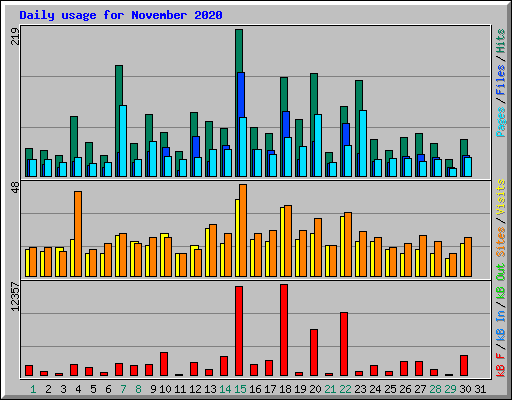 Daily usage for November 2020
219
Pages / Files / Hits
48
Sites / Visits
12357
kB F / kB In / kB Out
1 2 3 4 5 6 7 8 9 10 11 12 13 14 15 16 17 18 19 20 21 22 23 24 25 26 27 28 29 30 31